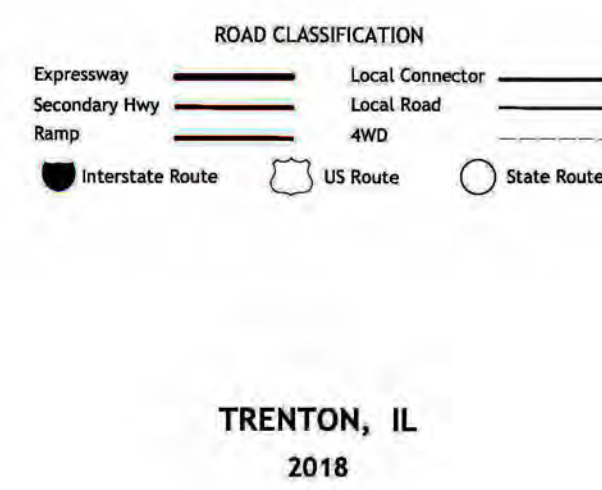 ROAD CLASSIFICATION
Expressway Local Connector
Secondary Hwy Local Road
Ramp 4WD
Interstate Route US Route State Route
TRENTON, IL
2018